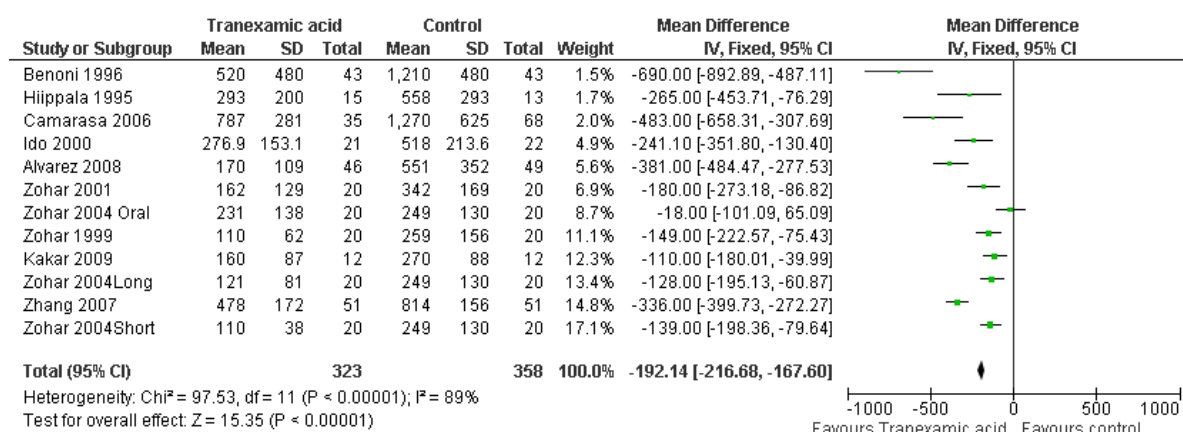 Tranexamic acid Control Mean Difference Mean Difference
Study or Subgroup Mean SD Total Mean SD Total Weight IV, Fixed, 95% CI IV, Fixed, 95% CI
Benoni 1996 520 480 43 1,210 480 43 1.5% -690.00 [-892.89, -487.11]
Hiippala 1995 293 200 15 558 293 13 1.7% -265.00 [-453.71, -76.29]
Camarasa 2006 787 281 35 1,270 625 68 2.0% -483.00 [-658.31, -307.69]
Ido 2000 276.9 153.1 21 518 213.6 22 4.9% -241.10 [-351.80, -130.40]
Alvarez 2008 170 109 46 551 352 49 5.6% -381.00 [-484.47, -277.53]
Zohar 2001 162 129 20 342 169 20 6.9% -180.00 [-273.18, -86.82]
Zohar 2004 Oral 231 138 20 249 130 20 8.7% -18.00 [-101.09, 65.09]
Zohar 1999 110 62 20 259 156 20 11.1% -149.00 [-222.57, -75.43]
Kakar 2009 160 87 12 270 88 12 12.3% -110.00 [-180.01, -39.99]
Zohar 2004Long 121 81 20 249 130 20 13.4% -128.00 [-195.13, -60.87]
Zhang 2007 478 172 51 814 156 51 14.8% -336.00 [-399.73, -272.27]
Zohar 2004Short 110 38 20 249 130 20 17.1% -139.00 [-198.36, -79.64]
Total (95% CI) 323 358 100.0% -192.14 [-216.68, -167.60]
Heterogeneity: Chi² = 97.53, df = 11 (P < 0.00001); I² = 89%
Test for overall effect: Z = 15.35 (P < 0.00001)
-1000 -500 0 500 1000
Favours Tranexamic acid Favours control